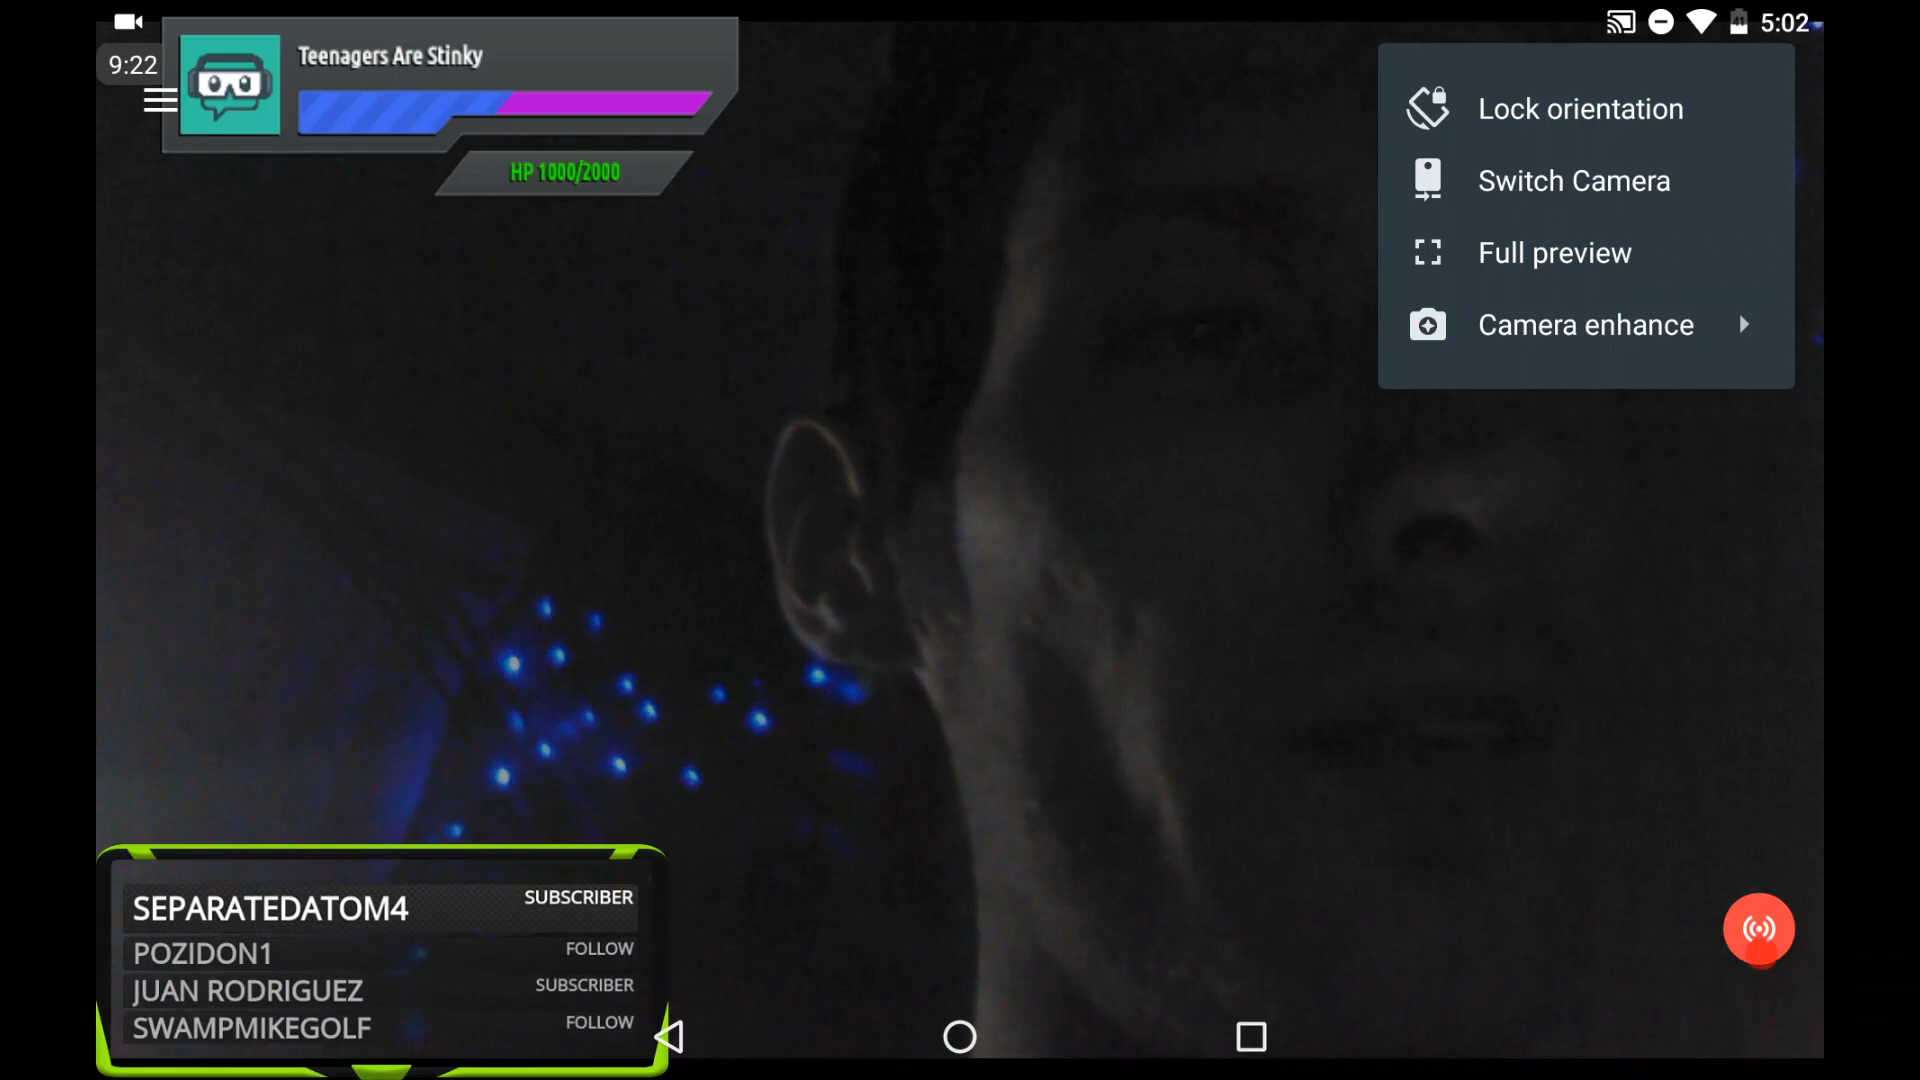 5:02
9:22
Teenagers Are Stinky
HP 1000/2000
Lock orientation
Switch Camera
Full preview
Camera enhance
SEPARATEDATOM4 SUBSCRIBER
POZIDON1 FOLLOW
JUAN RODRIGUEZ SUBSCRIBER
SWAMPMIKEGOLF FOLLOW